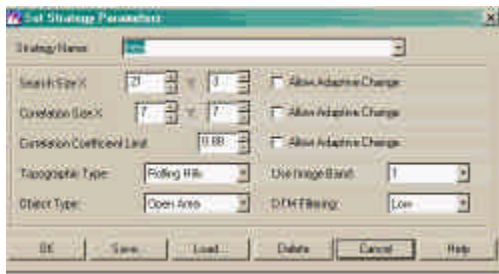 Set Strategy Parameters
Strategy Name:
Search Size X: 21 Y: 3 Allow Adaptive Change
Correlation Size X: 7 Y: 7 Allow Adaptive Change
Correlation Coefficient Limit: 0.80 Allow Adaptive Change
Topographic Type: Rolling Hills Use Image Band: 1
Object Type: Open Area DTM Filtering: Low
OK Save... Load... Delete Cancel Help